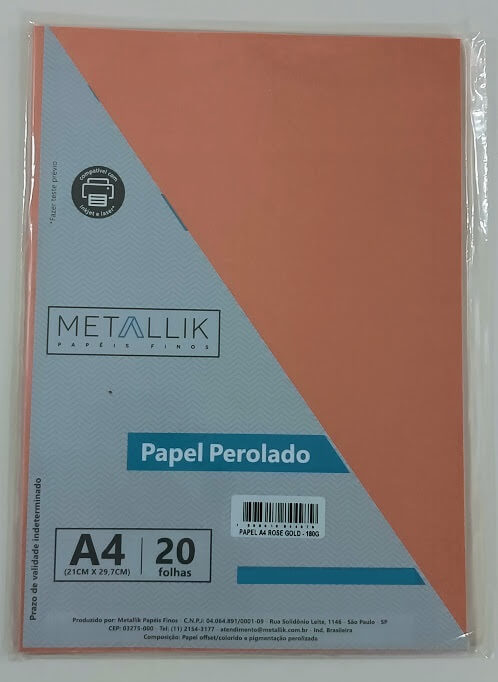 compatível com
inkjet e laser*
*Fazer teste prévio
METALLIK
PAPÉIS FINOS
Papel Perolado
PAPEL A4 ROSE GOLD - 180G
A4
(21CM X 29,7CM)
20
folhas
Prazo de validade indeterminado
Produzido por: Metallik Papéis Finos - C.N.P.J: 04.064.891/0001-09 - Rua Solidônio Leite, 1146 - São Paulo - SP
CEP: 03275-000 - Tel: (11) 2154-3177 - atendimento@metallik.com.br - Ind. Brasileira
Composição: Papel offset/colorido e pigmentação perolizada